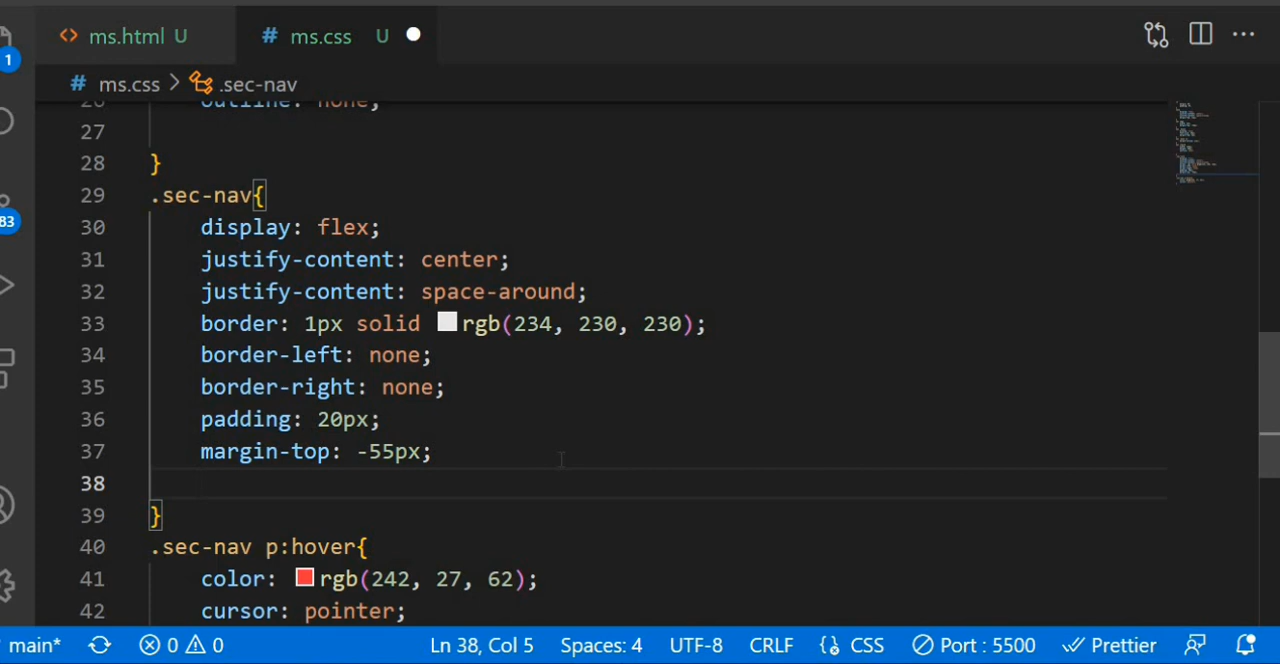 ms.html U
# ms.css U
# ms.css > .sec-nav
26 outline: none;
27
28 }
29 .sec-nav{
30 display: flex;
31 justify-content: center;
32 justify-content: space-around;
33 border: 1px solid rgb(234, 230, 230);
34 border-left: none;
35 border-right: none;
36 padding: 20px;
37 margin-top: -55px;
38
39 }
40 .sec-nav p:hover{
41 color: rgb(242, 27, 62);
42 cursor: pointer;
1
83
main* 0 0 Ln 38, Col 5 Spaces: 4 UTF-8 CRLF CSS Port : 5500 Prettier